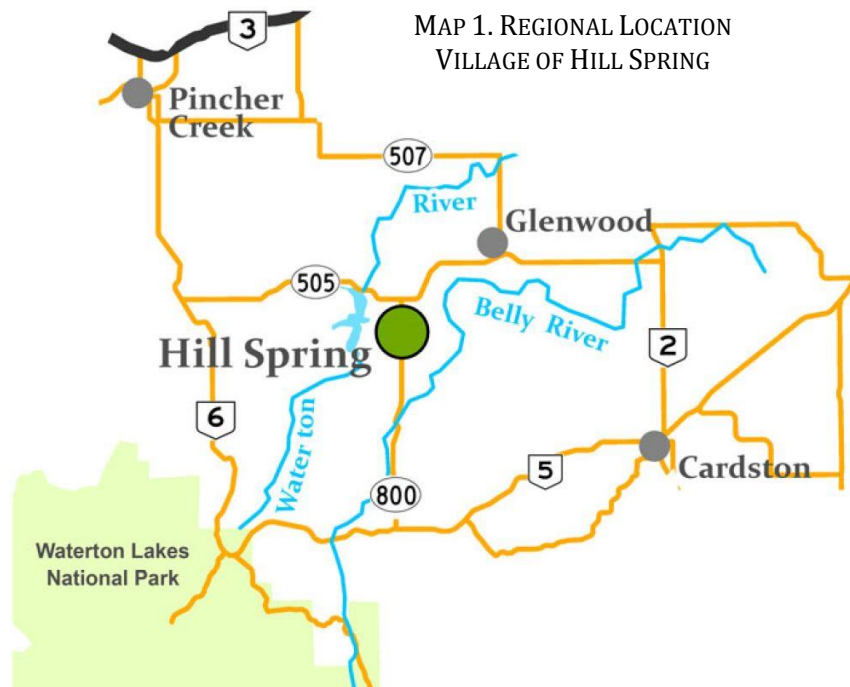 MAP 1. REGIONAL LOCATION
VILLAGE OF HILL SPRING
3
Pincher
Creek
507
River
Glenwood
505
Belly River
Hill Spring
2
6
Water ton
5
Cardston
800
Waterton Lakes
National Park